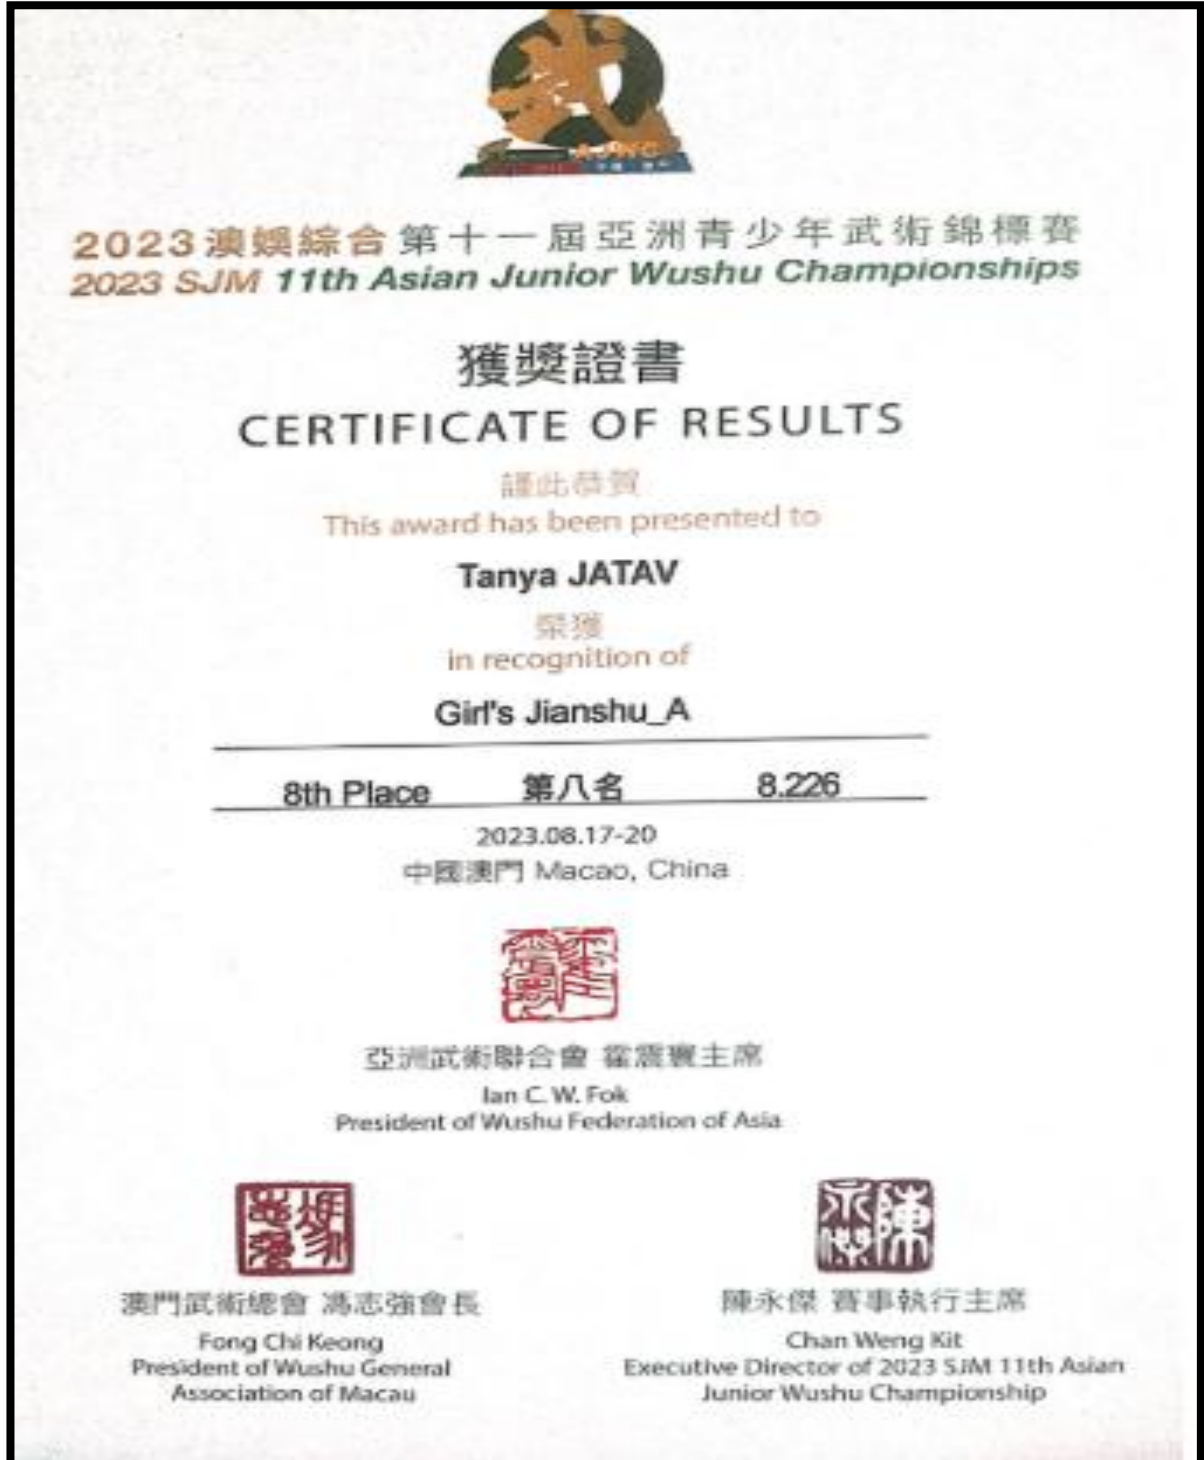 AJWC
2023澳娛綜合第十一屆亞洲青少年武術錦標賽
2023 SJM 11th Asian Junior Wushu Championships
獲獎證書
CERTIFICATE OF RESULTS
謹此恭賀
This award has been presented to
Tanya JATAV
榮獲
in recognition of
Girl's Jianshu_A
8th Place 第八名 8.226
2023.08.17-20
中國澳門 Macao, China
亞洲武術聯合會 霍震寰主席
Ian C. W. Fok
President of Wushu Federation of Asia
澳門武術總會 馮志強會長
Fong Chi Keong
President of Wushu General
Association of Macau
陳永傑
陳永傑 賽事執行主席
Chan Weng Kit
Executive Director of 2023 SJM 11th Asian
Junior Wushu Championship